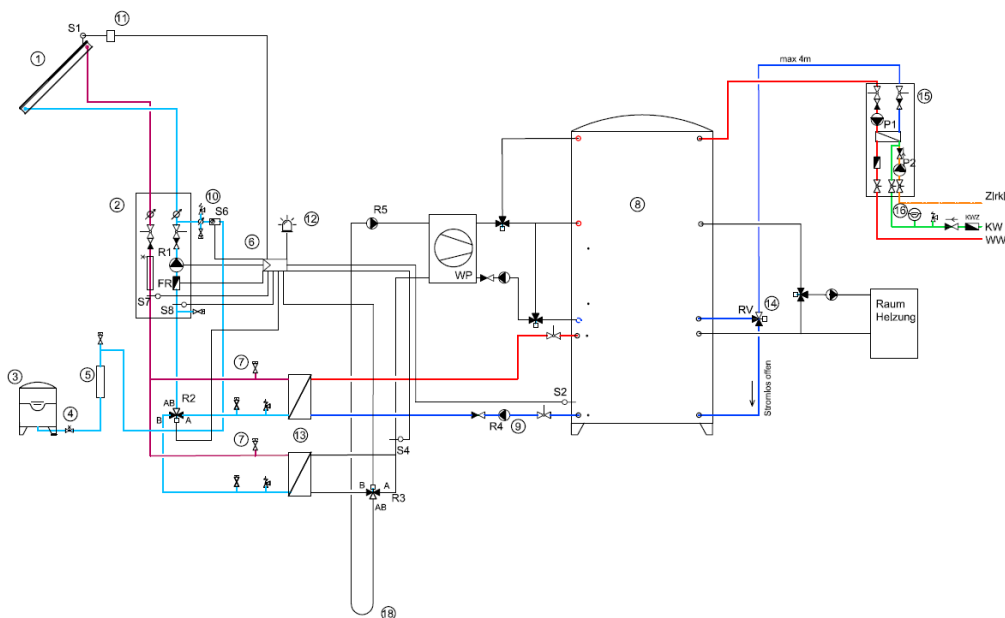 S1
11
1
max 4m
15
P1
P2
2
10
S6
12
R5
8
6
R1
16
Zirkl
KWZ
KW
WW
FR
WP
S7
S8
RV
14
Raum
Heizung
3
5
7
S2
Stromlos offen
4
AB
R2
B
A
R4
9
7
13
S4
B
A
R3
AB
18